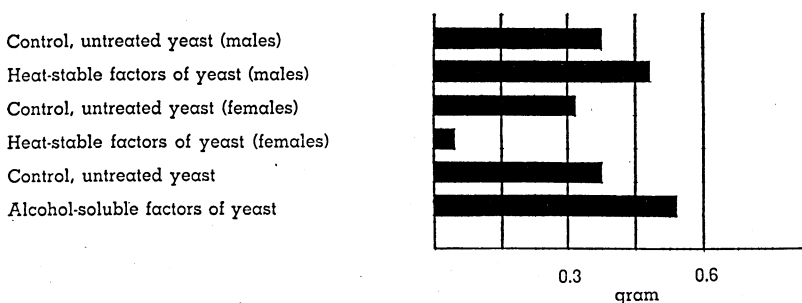 Control, untreated yeast (males)
Heat-stable factors of yeast (males)
Control, untreated yeast (females)
Heat-stable factors of yeast (females)
Control, untreated yeast
Alcohol-soluble factors of yeast
0.3 0.6
gram